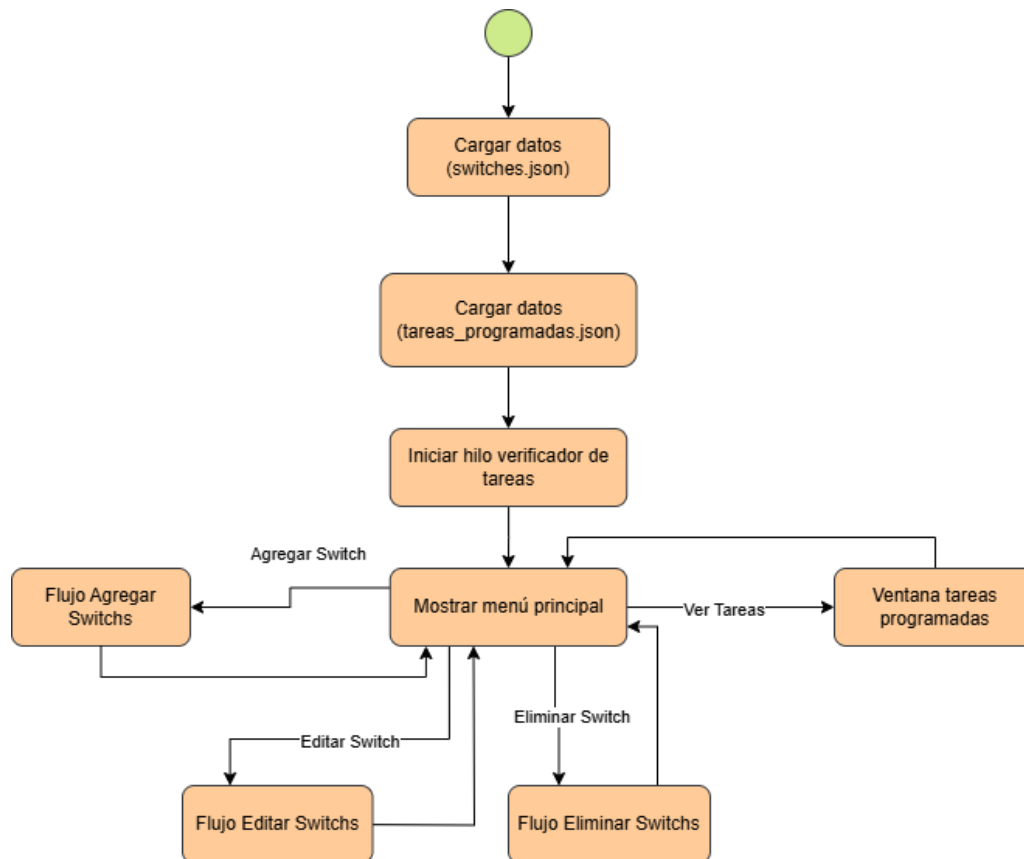 Cargar datos
(switches.json)
Cargar datos
(tareas_programadas.json)
Iniciar hilo verificador de
tareas
Agregar Switch
Flujo Agregar
Switchs
Mostrar menú principal
Ver Tareas
Ventana tareas
programadas
Editar Switch
Eliminar Switch
Flujo Editar Switchs
Flujo Eliminar Switchs